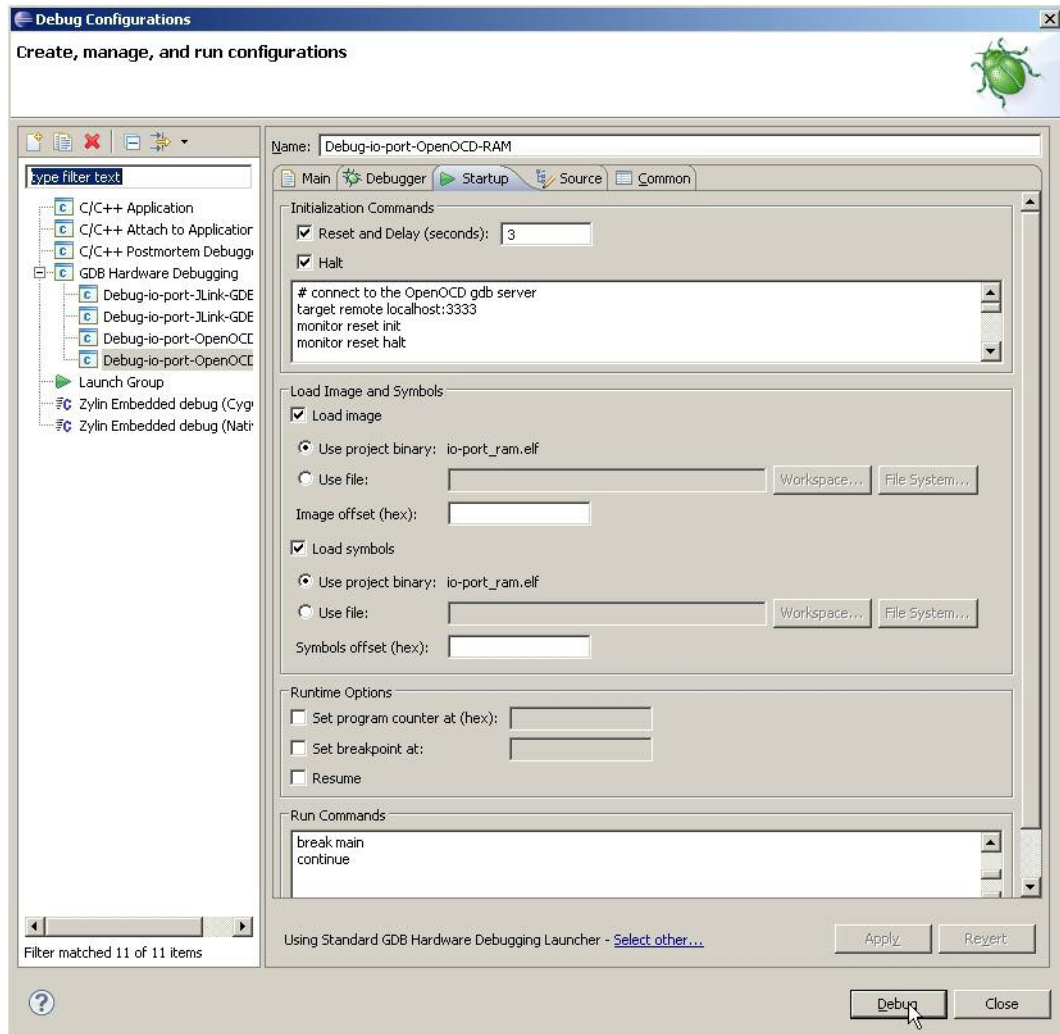 Debug Configurations
Create, manage, and run configurations
Name: Debug-io-port-OpenOCD-RAM
type filter text
C/C++ Application
C/C++ Attach to Application
C/C++ Postmortem Debugge
GDB Hardware Debugging
Debug-io-port-JLink-GDB
Debug-io-port-JLink-GDB
Debug-io-port-OpenOCD
Debug-io-port-OpenOCD
Launch Group
Zylin Embedded debug (Cygw
Zylin Embedded debug (Nativ
Filter matched 11 of 11 items
Main Debugger Startup Source Common
Initialization Commands
Reset and Delay (seconds): 3
Halt
# connect to the OpenOCD gdb server
target remote localhost:3333
monitor reset init
monitor reset halt
Load Image and Symbols
Load image
Use project binary: io-port_ram.elf
Use file: Workspace... File System...
Image offset (hex):
Load symbols
Use project binary: io-port_ram.elf
Use file: Workspace... File System...
Symbols offset (hex):
Runtime Options
Set program counter at (hex):
Set breakpoint at:
Resume
Run Commands
break main
continue
Using Standard GDB Hardware Debugging Launcher - Select other...
Apply Revert
Debug Close